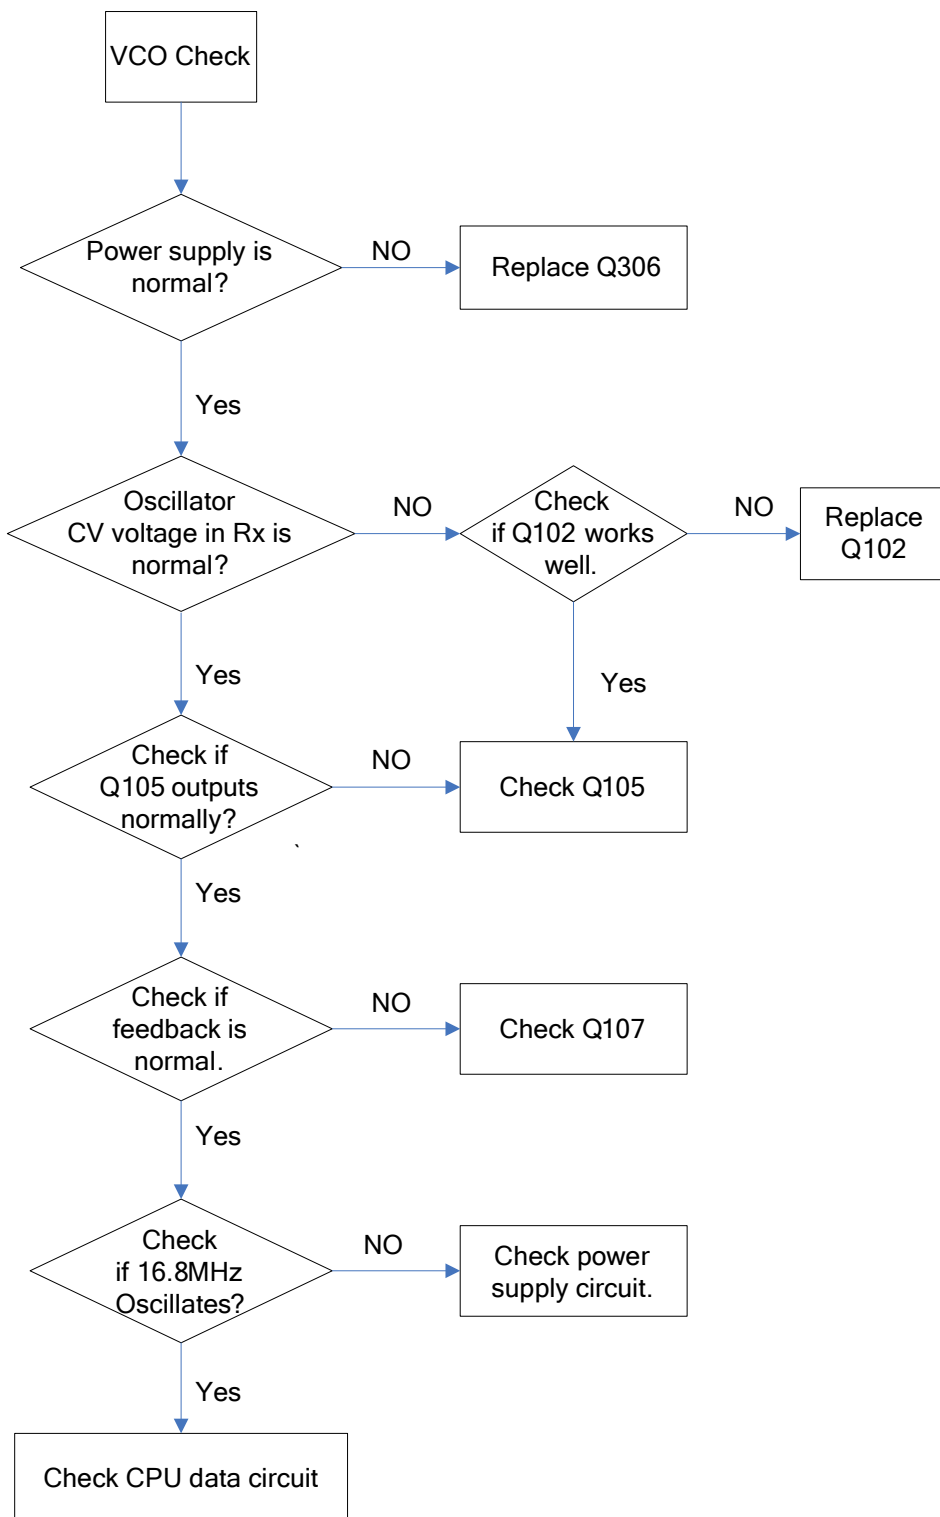 VCO Check
Power supply is
normal?
NO
Replace Q306
Yes
Oscillator
CV voltage in Rx is
normal?
NO
Check
if Q102 works
well.
NO
Replace
Q102
Yes
Yes
Check if
Q105 outputs
normally?
NO
Check Q105
`
Yes
Check if
feedback is
normal.
NO
Check Q107
Yes
Check
if 16.8MHz
Oscillates?
NO
Check power
supply circuit.
Yes
Check CPU data circuit